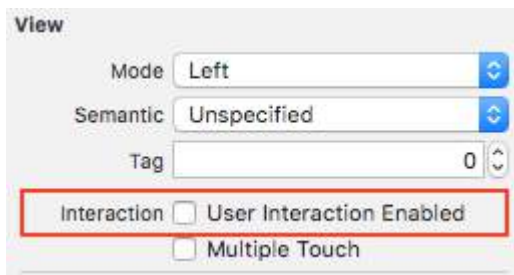 View
Mode Left
Semantic Unspecified
Tag 0
Interaction User Interaction Enabled
Multiple Touch